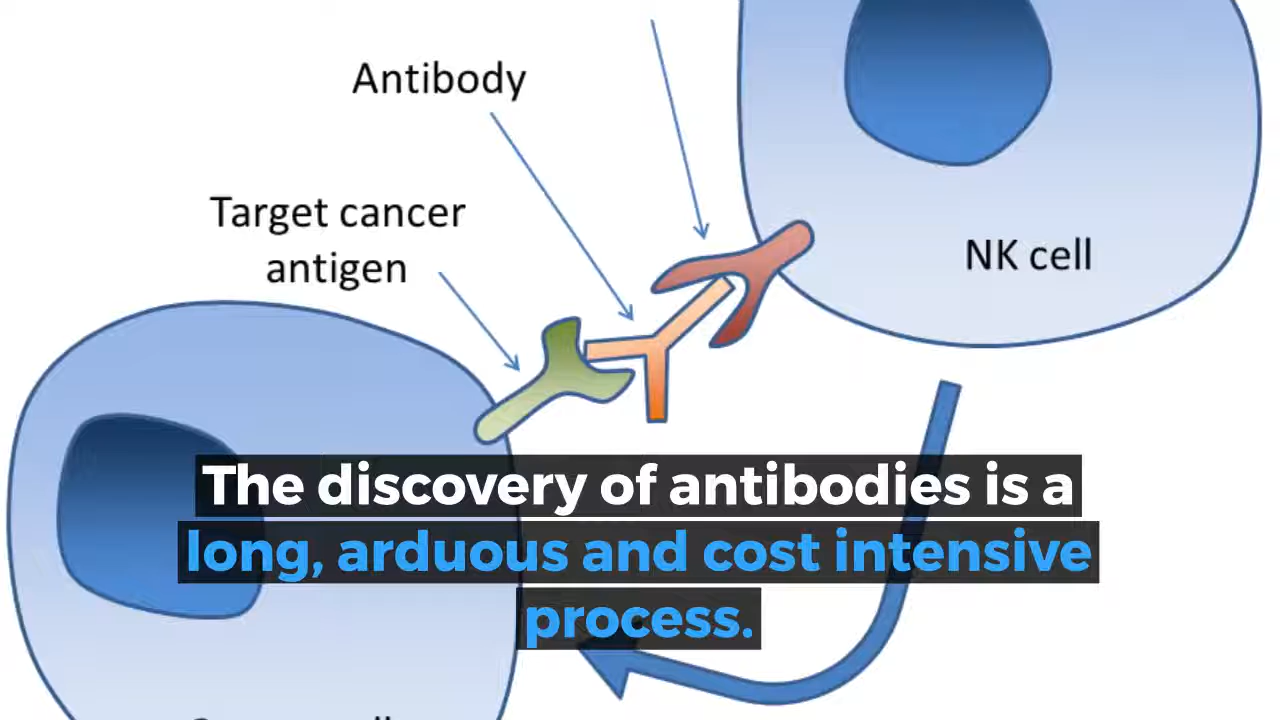 Antibody
Target cancer
antigen
NK cell
The discovery of antibodies is a
long, arduous and cost intensive
process.